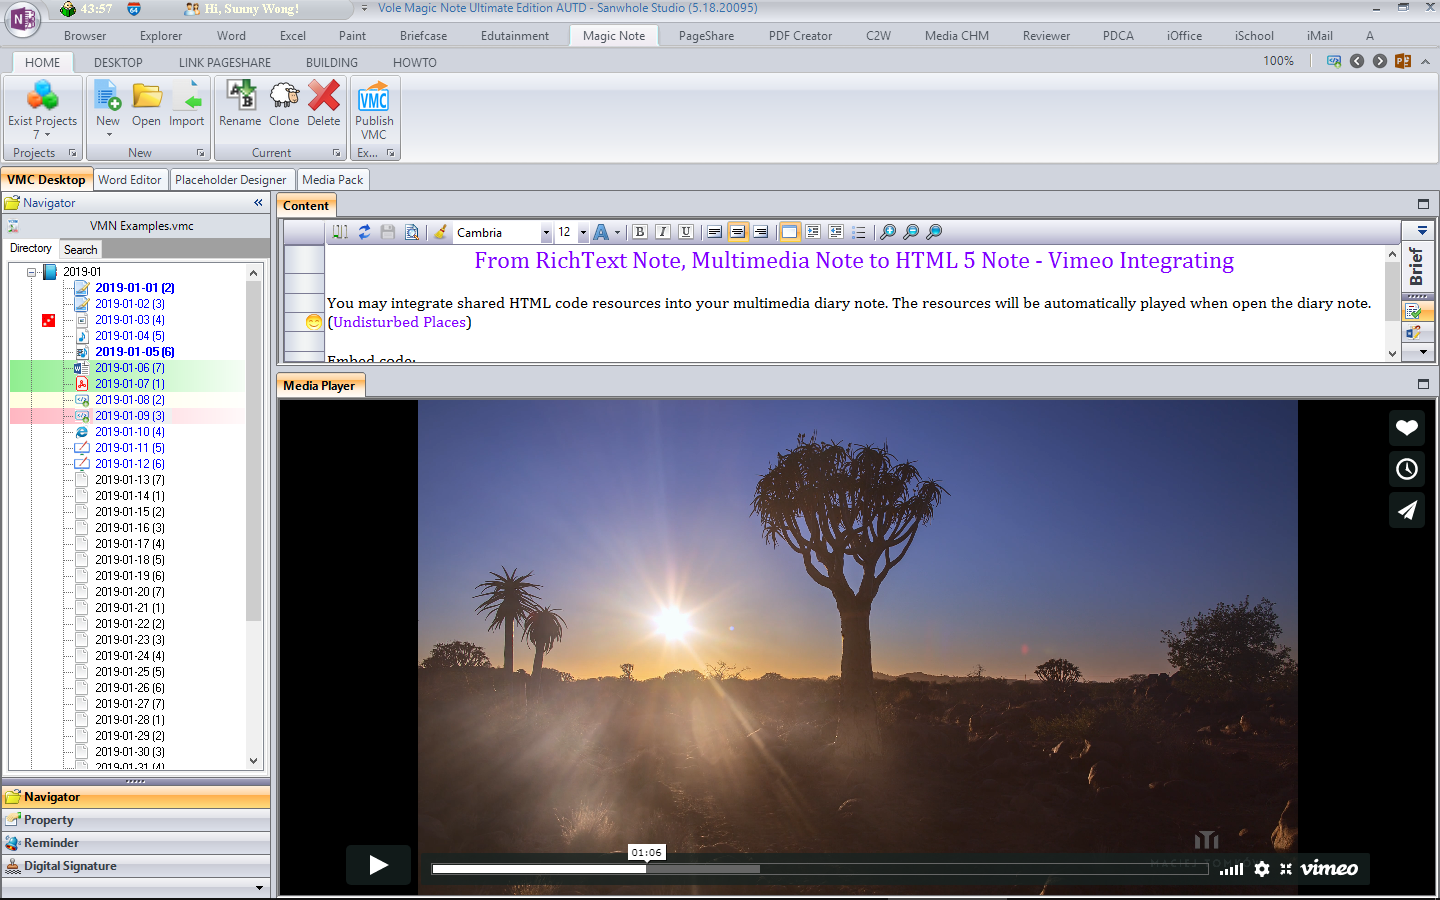 43:57 64 Hi, Sunny Wong! Vole Magic Note Ultimate Edition AUTD - Sanwhole Studio (5.18.20095)
Browser Explorer Word Excel Paint Briefcase Edutainment Magic Note PageShare PDF Creator C2W Media CHM Reviewer PDCA iOffice iSchool iMail A
HOME DESKTOP LINK PAGESHARE BUILDING HOWTO 100%
Exist Projects New Open Import Rename Clone Delete Publish
7 VMC
Projects New Current Ex...
VMC Desktop Word Editor Placeholder Designer Media Pack
Navigator
VMN Examples.vmc
Directory Search
2019-01
2019-01-01 (2)
2019-01-02 (3)
2019-01-03 (4)
2019-01-04 (5)
2019-01-05 (6)
2019-01-06 (7)
2019-01-07 (1)
2019-01-08 (2)
2019-01-09 (3)
2019-01-10 (4)
2019-01-11 (5)
2019-01-12 (6)
2019-01-13 (7)
2019-01-14 (1)
2019-01-15 (2)
2019-01-16 (3)
2019-01-17 (4)
2019-01-18 (5)
2019-01-19 (6)
2019-01-20 (7)
2019-01-21 (1)
2019-01-22 (2)
2019-01-23 (3)
2019-01-24 (4)
2019-01-25 (5)
2019-01-26 (6)
2019-01-27 (7)
2019-01-28 (1)
2019-01-29 (2)
2019-01-30 (3)
2019-01-31 (4)
Navigator
Property
Reminder
Digital Signature
Content
Cambria 12 B I U
From RichText Note, Multimedia Note to HTML 5 Note - Vimeo Integrating
You may integrate shared HTML code resources into your multimedia diary note. The resources will be automatically played when open the diary note.
(Undisturbed Places)
Embed code:
Brief
Media Player
01:06
vimeo